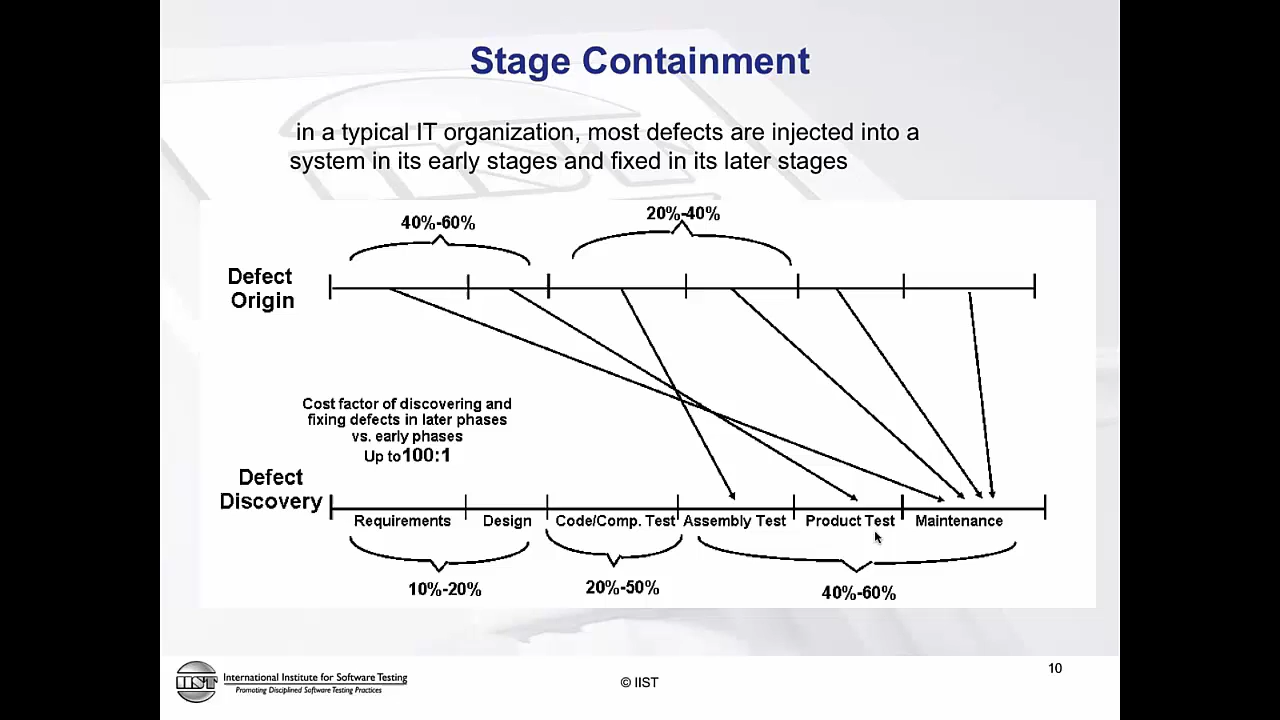 Stage Containment
in a typical IT organization, most defects are injected into a
system in its early stages and fixed in its later stages
40%-60%
20%-40%
Defect
Origin
Cost factor of discovering and
fixing defects in later phases
vs. early phases
Up to 100:1
Defect
Discovery
Requirements Design Code/Comp. Test Assembly Test Product Test Maintenance
10%-20%
20%-50%
40%-60%
IIST
International Institute for Software Testing
Promoting Disciplined Software Testing Practices
© IIST
10